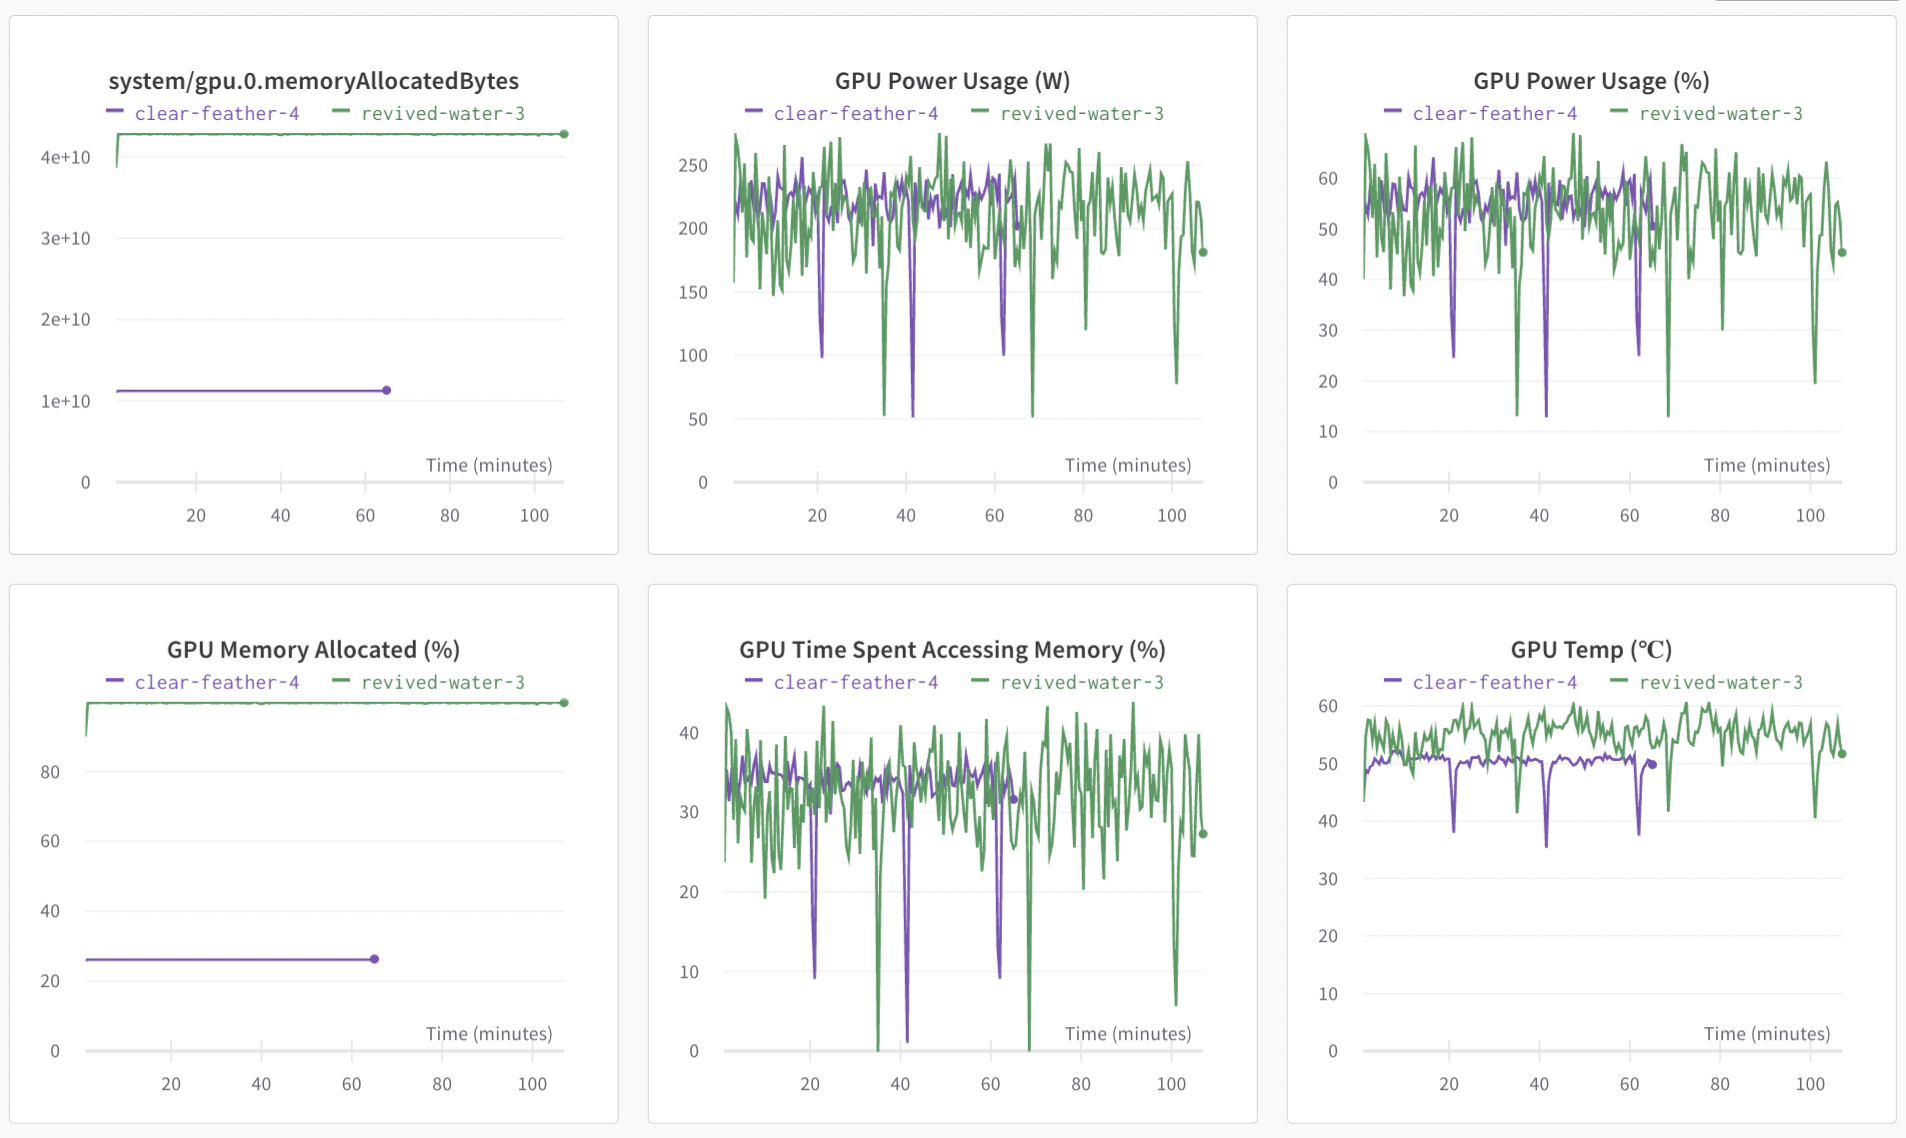 system/gpu.0.memoryAllocatedBytes
clear-feather-4 revived-water-3
4e+10
3e+10
2e+10
1e+10
0
Time (minutes)
20 40 60 80 100
GPU Power Usage (W)
clear-feather-4 revived-water-3
250
200
150
100
50
0
Time (minutes)
20 40 60 80 100
GPU Power Usage (%)
clear-feather-4 revived-water-3
60
50
40
30
20
10
0
Time (minutes)
20 40 60 80 100
GPU Memory Allocated (%)
clear-feather-4 revived-water-3
80
60
40
20
0
Time (minutes)
20 40 60 80 100
GPU Time Spent Accessing Memory (%)
clear-feather-4 revived-water-3
40
30
20
10
0
Time (minutes)
20 40 60 80 100
GPU Temp (℃)
clear-feather-4 revived-water-3
60
50
40
30
20
10
0
Time (minutes)
20 40 60 80 100